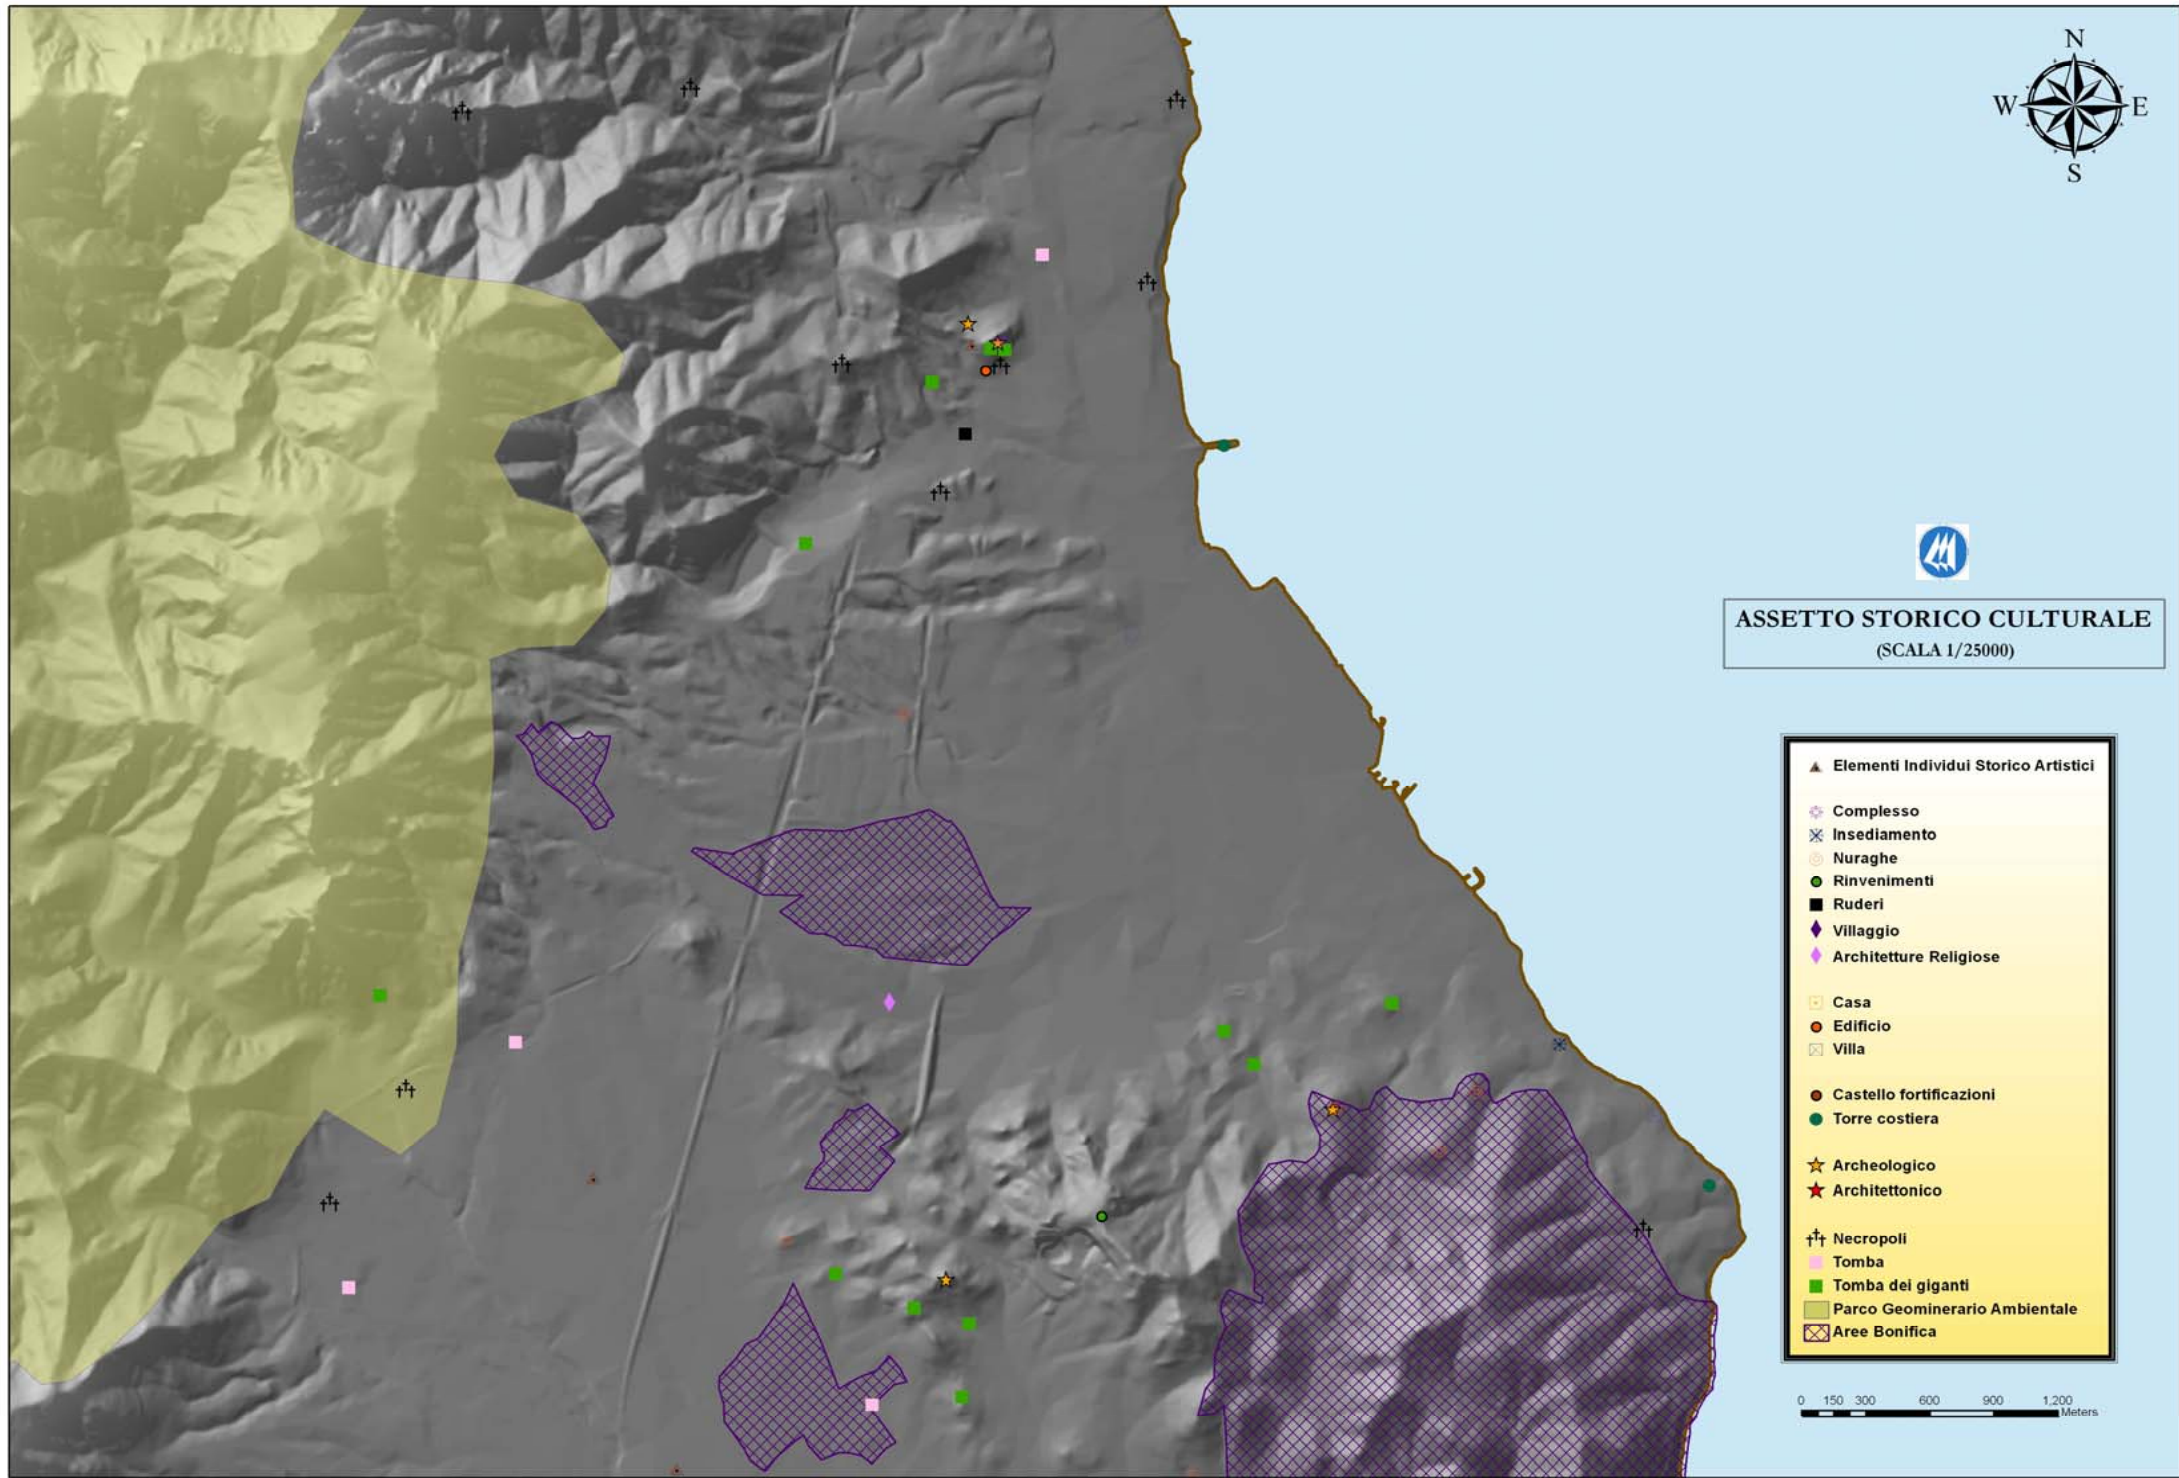 N
W E
S
ASSETTO STORICO CULTURALE
(SCALA 1/25000)
Elementi Individui Storico Artistici
Complesso
Insediamento
Nuraghe
Rinvenimenti
Ruderi
Villaggio
Architetture Religiose
Casa
Edificio
Villa
Castello fortificazioni
Torre costiera
Archeologico
Architettonico
Necropoli
Tomba
Tomba dei giganti
Parco Geominerario Ambientale
Aree Bonifica
0 150 300 600 900 1,200
Meters